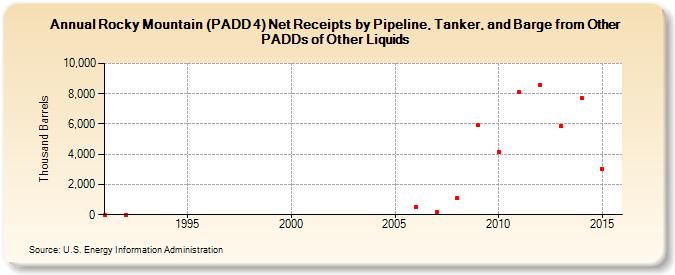 Annual Rocky Mountain (PADD 4) Net Receipts by Pipeline, Tanker, and Barge from Other
PADDs of Other Liquids
Thousand Barrels
10,000
8,000
6,000
4,000
2,000
0
1995
2000
2005
2010
2015
Source: U.S. Energy Information Administration